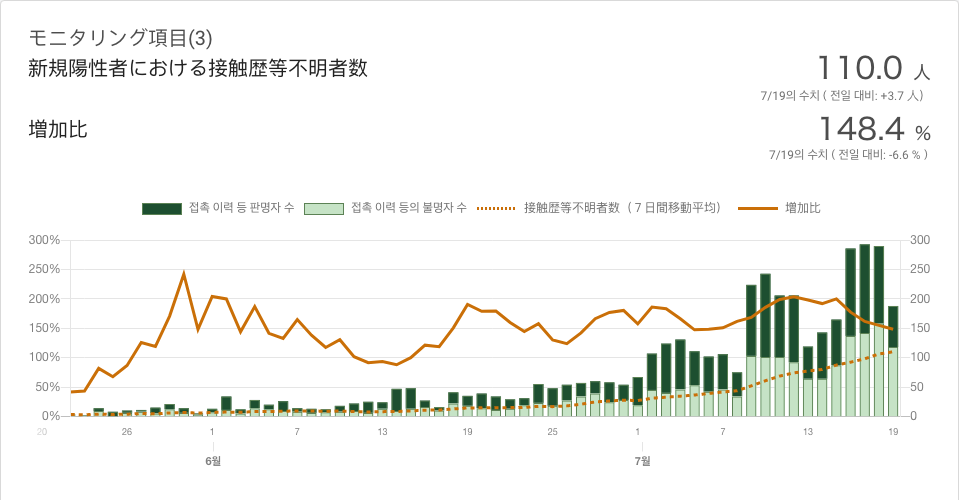 モニタリング項目(3)
新規陽性者における接触歴等不明者数
110.0 人
7/19의 수치 ( 전일 대비: +3.7 人)
増加比
148.4 %
7/19의 수치 ( 전일 대비: -6.6 % )
접촉 이력 등 판명자 수 접촉 이력 등의 불명자 수 接触歴等不明者数（７日間移動平均) 増加比
300% 300
250% 250
200% 200
150% 150
100% 100
50% 50
0% 0
20 26 1 7 13 19 25 1 7 13 19
6월 7월